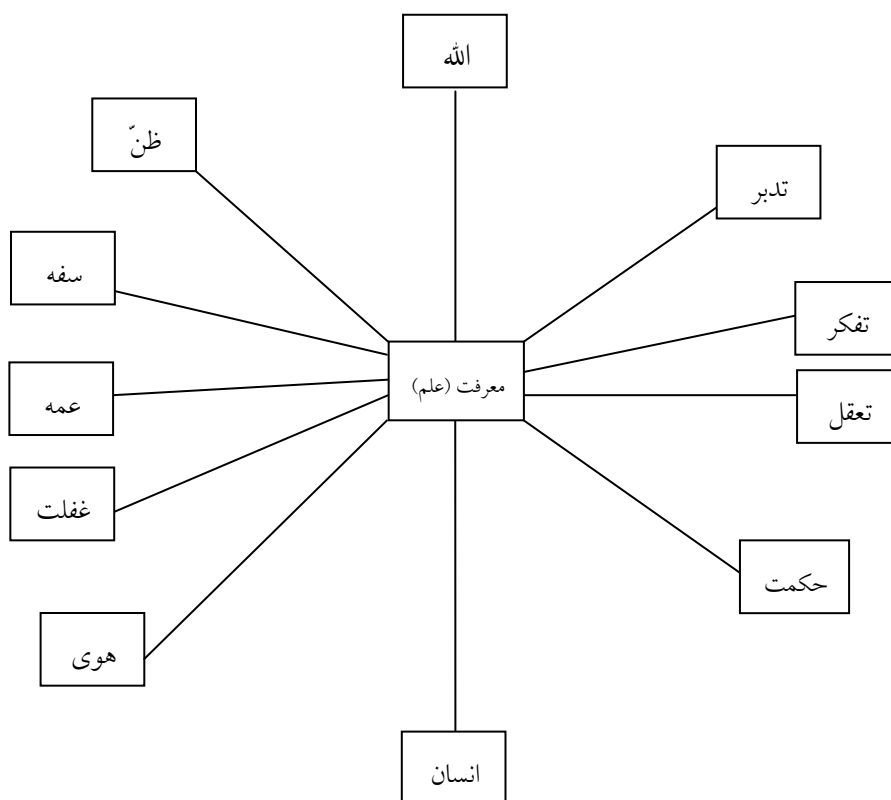 الله
ظنّ
تدبر
سفه
تفکر
معرفت (علم)
عمه
تعقل
غفلت
حکمت
هوی
انسان